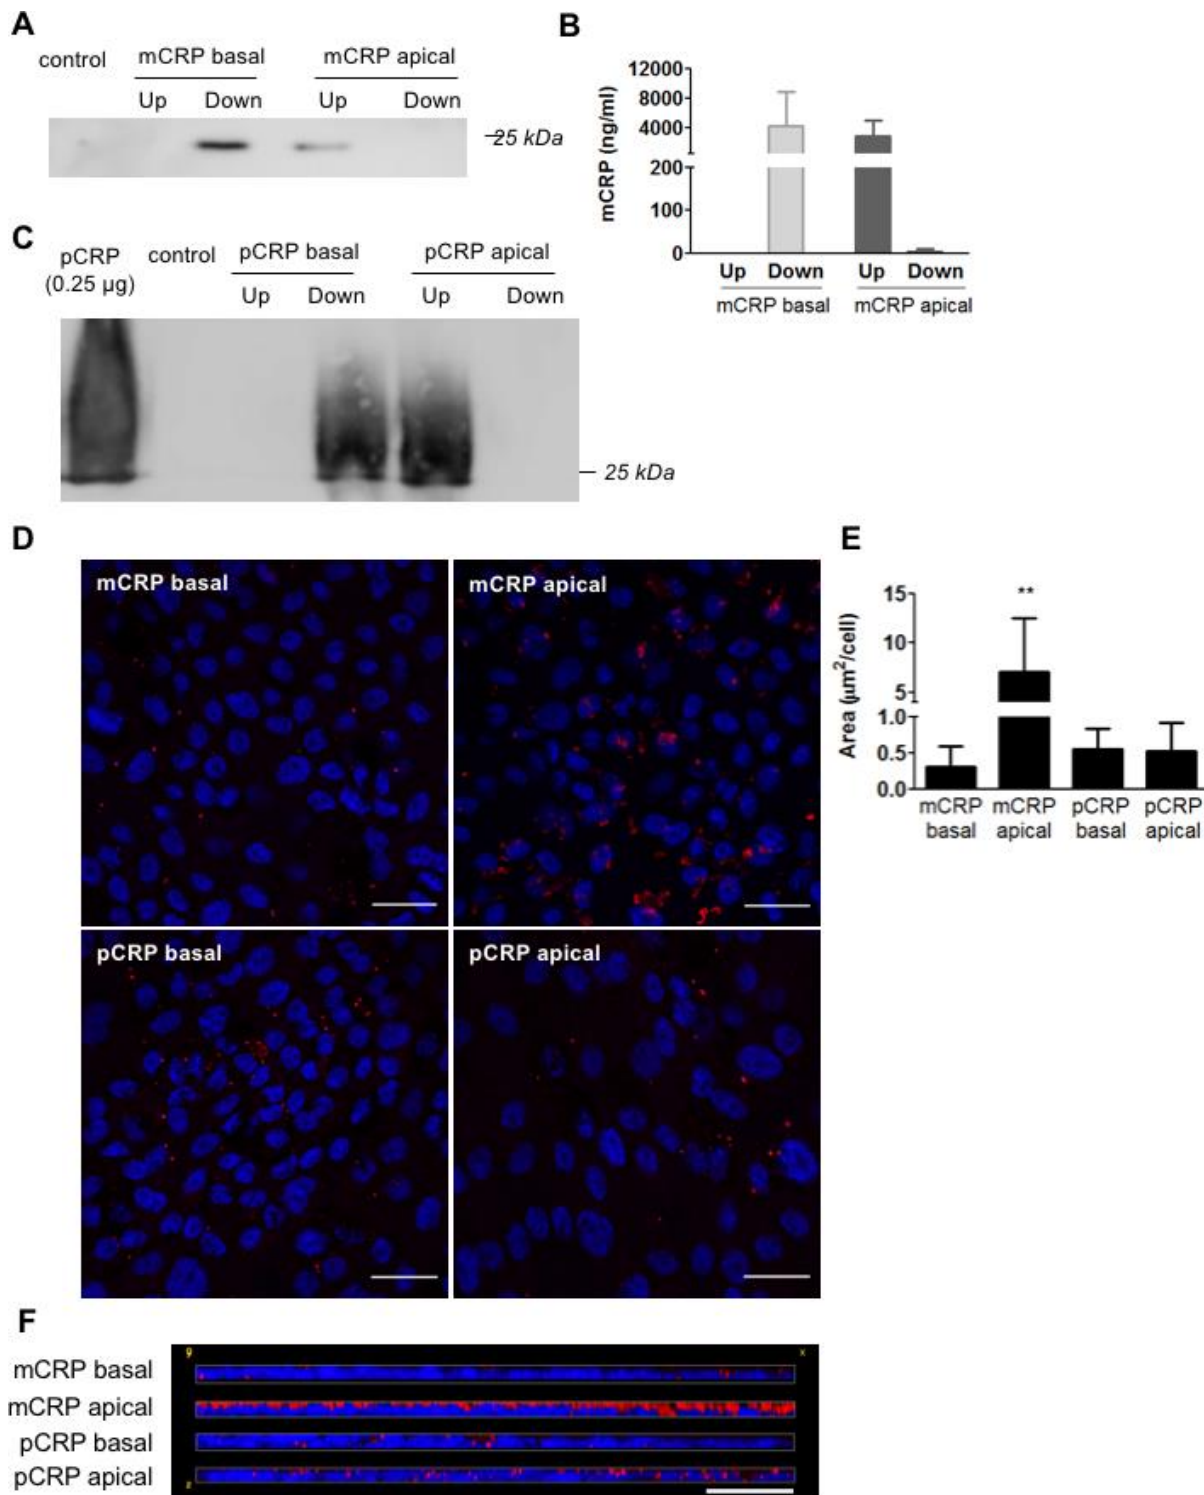 A
control
mCRP basal
mCRP apical
Up
Down
Up
Down
25 kDa
B
mCRP (ng/ml)
12000
8000
4000
200
100
0
Up
Down
Up
Down
mCRP basal
mCRP apical
C
pCRP
(0.25 µg)
control
pCRP basal
pCRP apical
Up
Down
Up
Down
25 kDa
D
mCRP basal
mCRP apical
pCRP basal
pCRP apical
E
**
Area (µm²/cell)
15
10
5
1.0
0.5
0.0
mCRP
basal
mCRP
apical
pCRP
basal
pCRP
apical
F
mCRP basal
mCRP apical
pCRP basal
pCRP apical
x
z